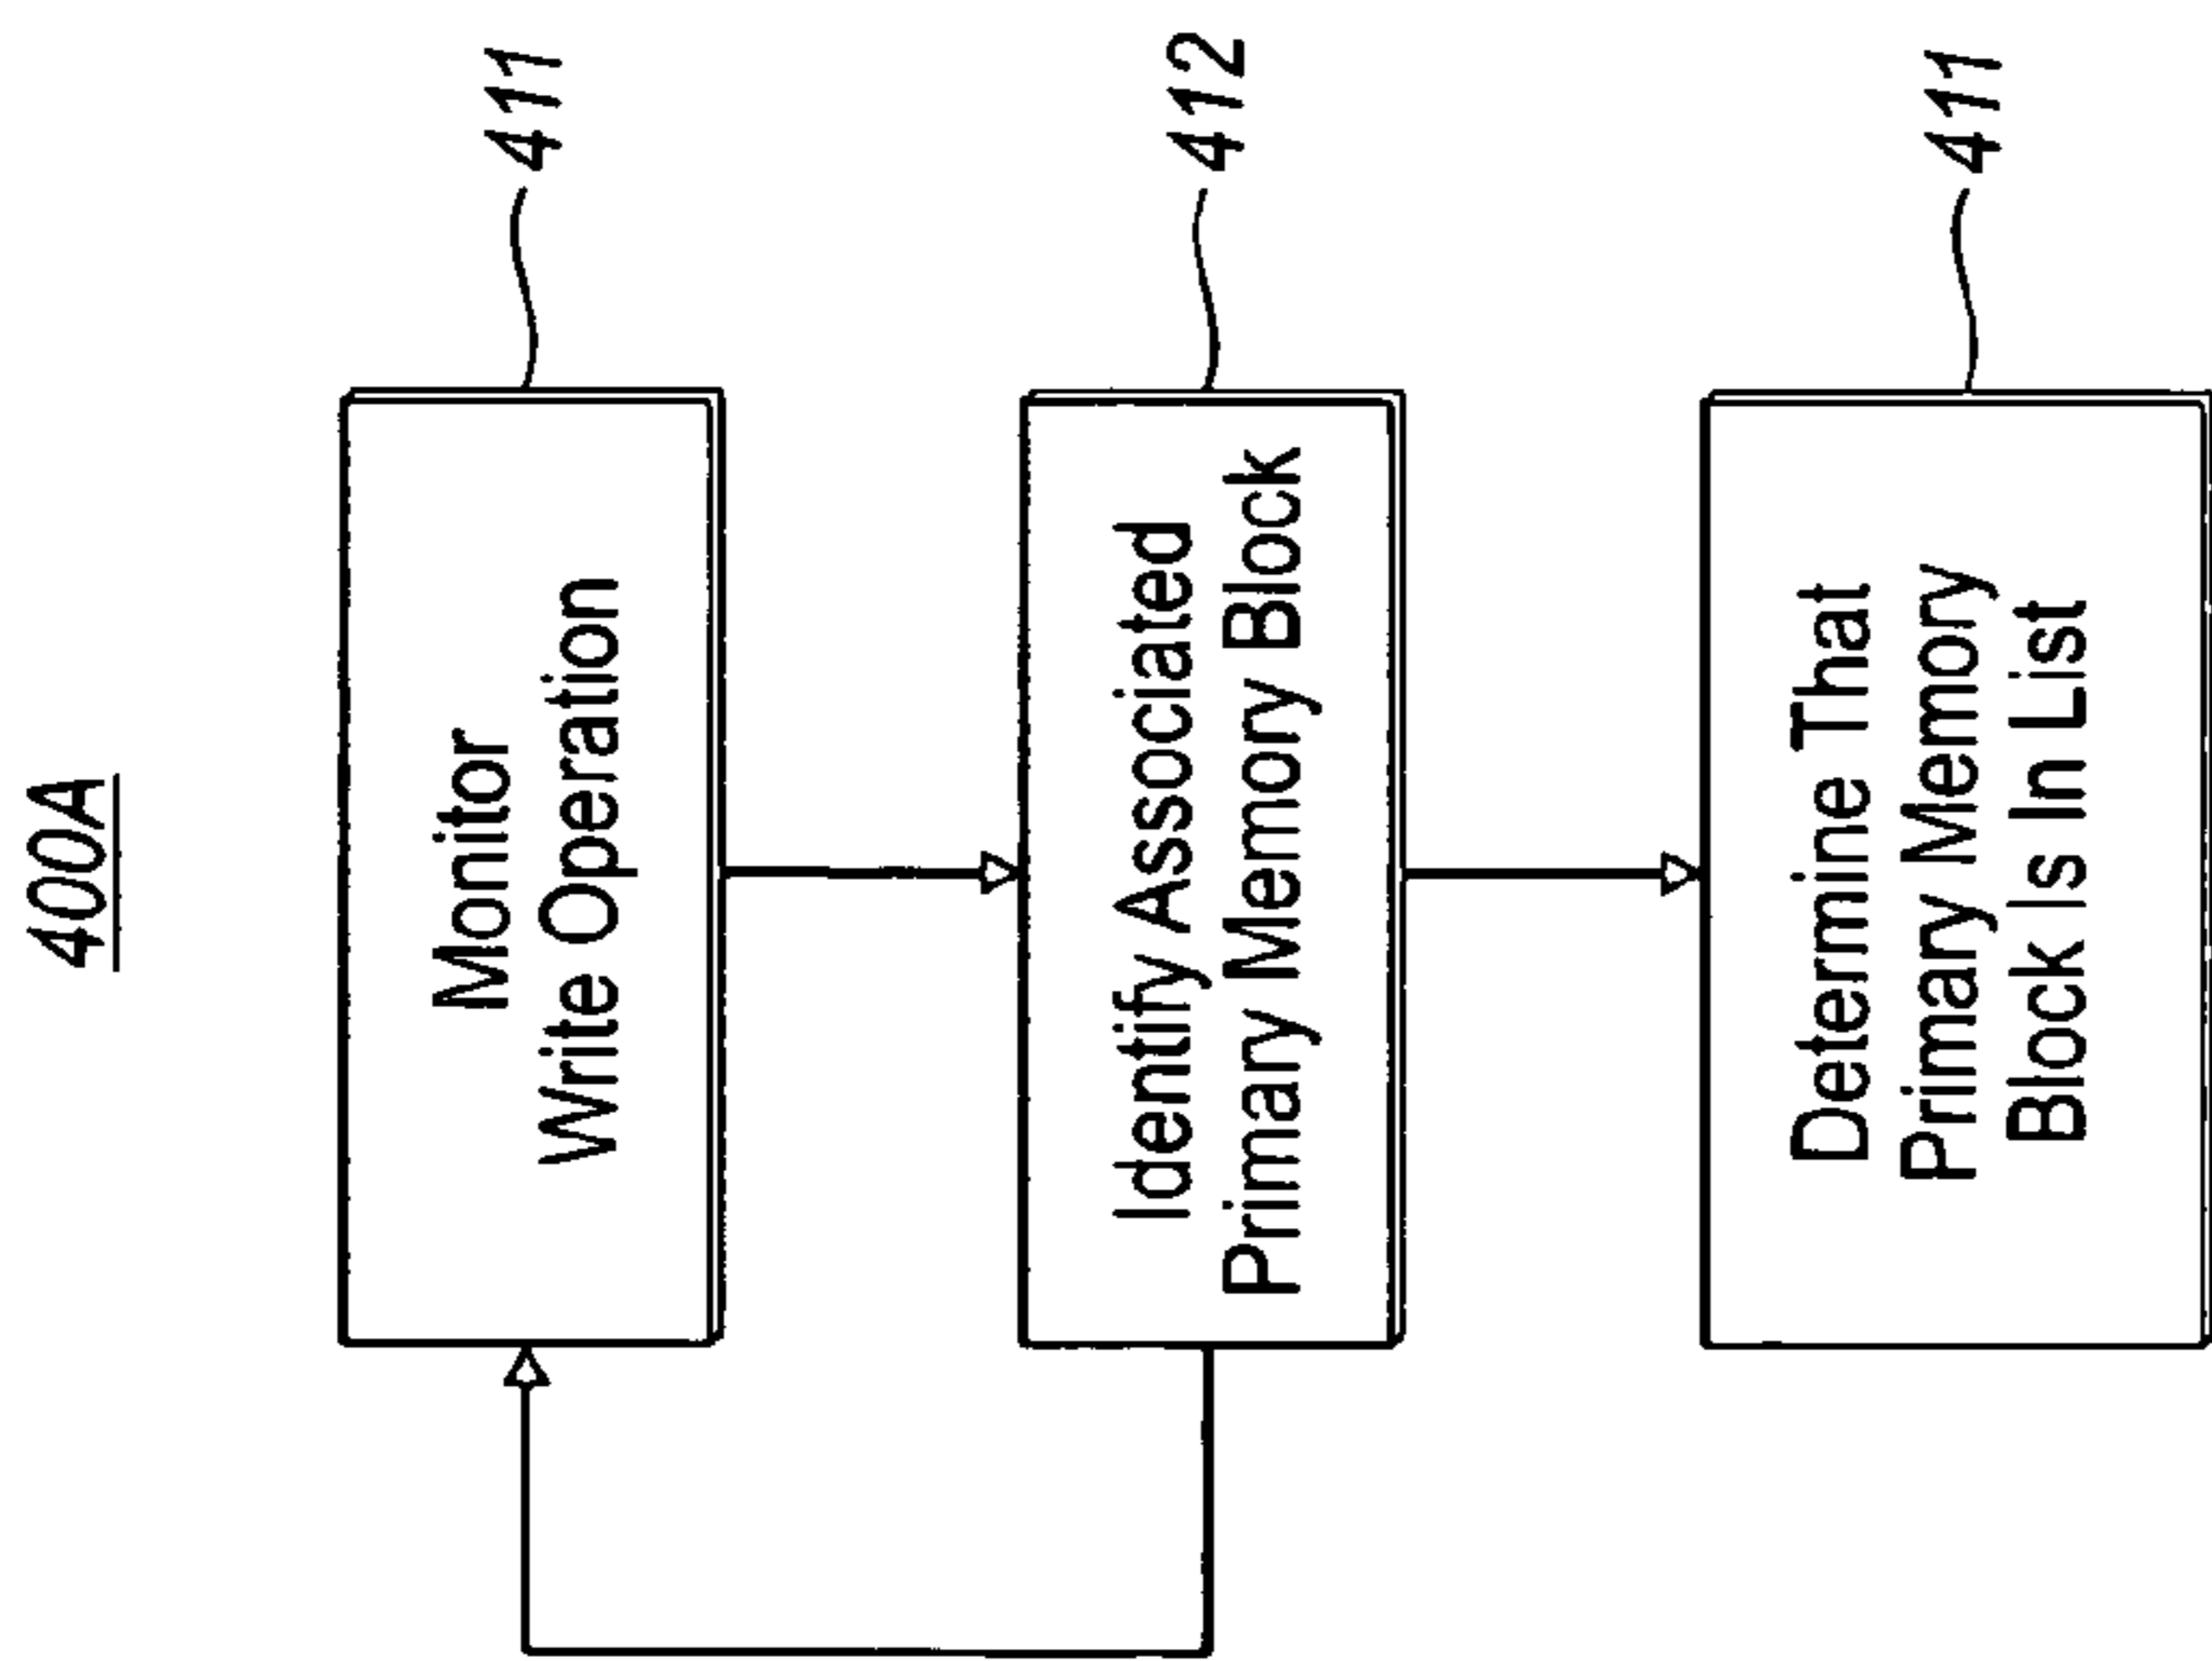 400A
Monitor
Write Operation
411
Identify Associated
Primary Memory Block
412
Determine That
Primary Memory
Block Is In List
411